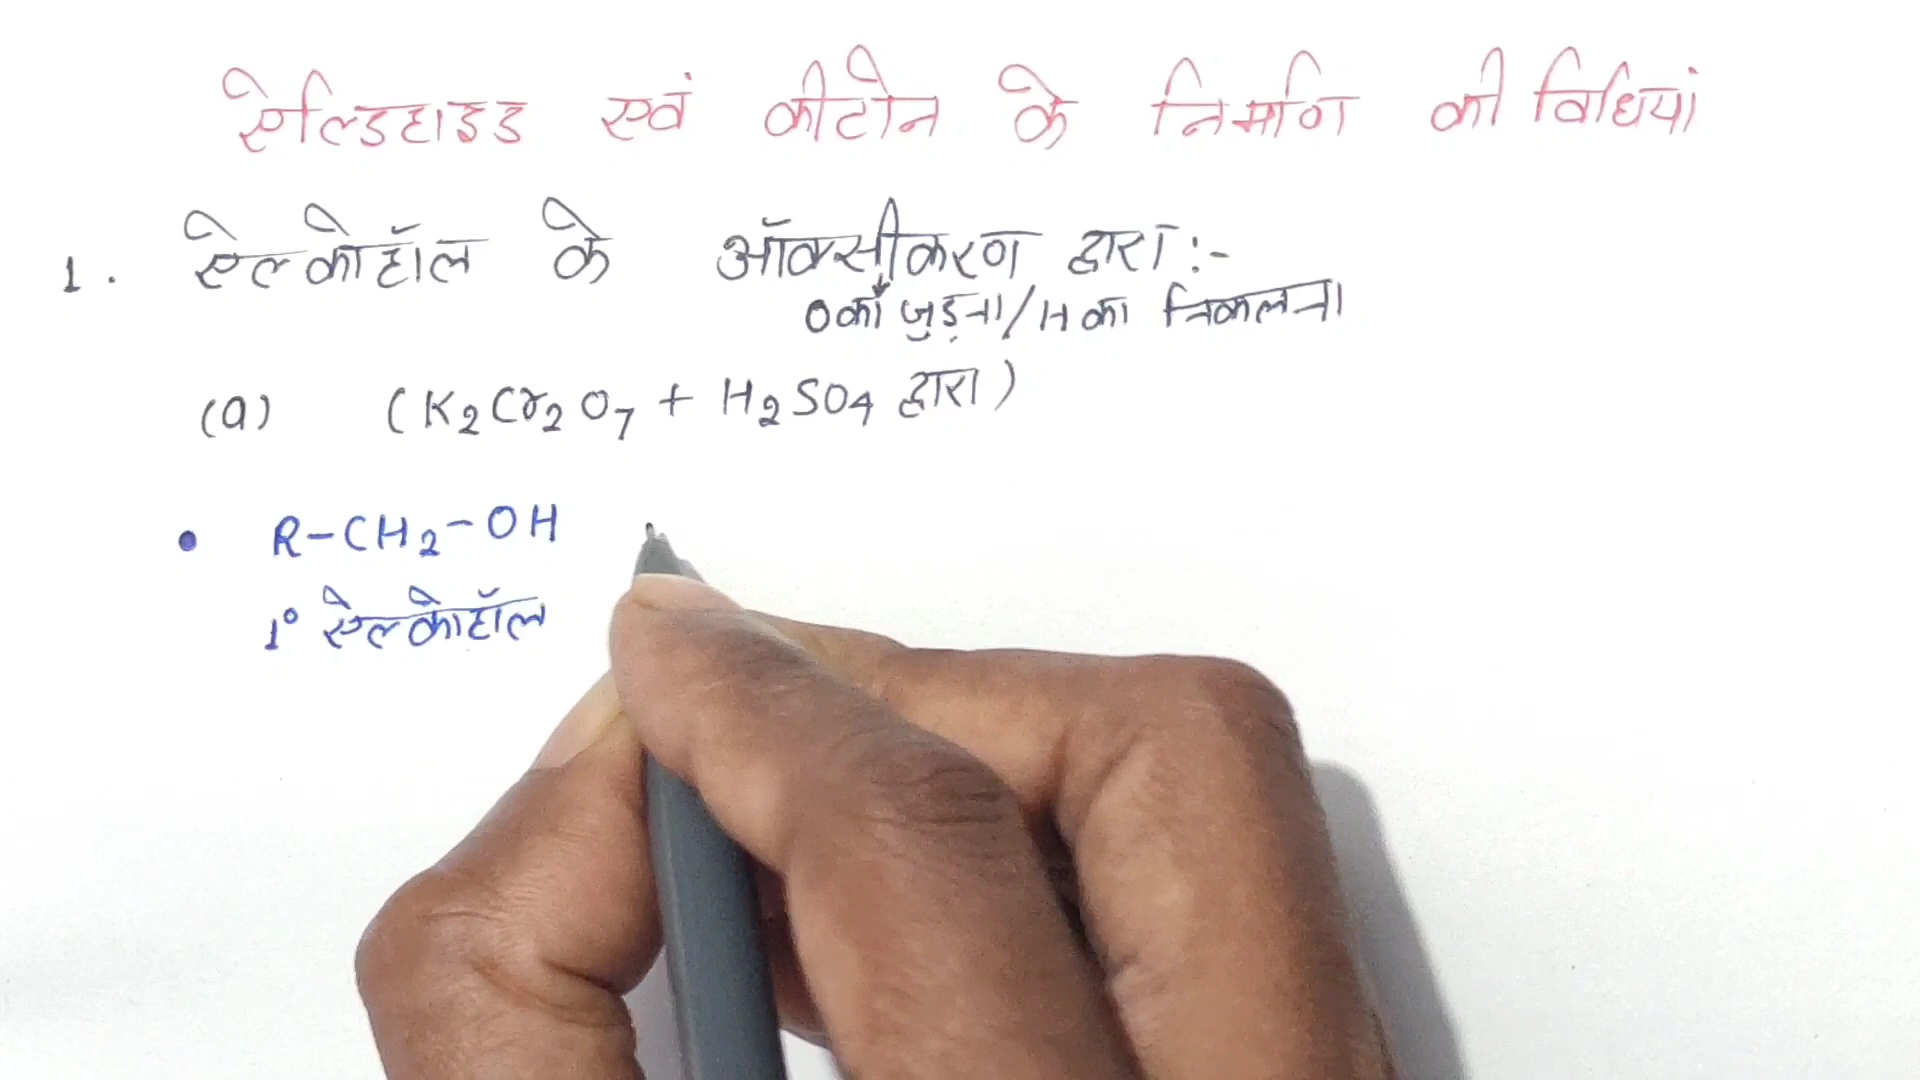 ऐल्डिहाइड एवं कीटोन के निर्माण की विधियां
1. ऐल्कोहॉल के ऑक्सीकरण द्वारा :-
O का जुड़ना / H का निकलना
(a) (K₂Cr₂O₇ + H₂SO₄ द्वारा)
• R-CH₂-OH
1° ऐल्कोहॉल